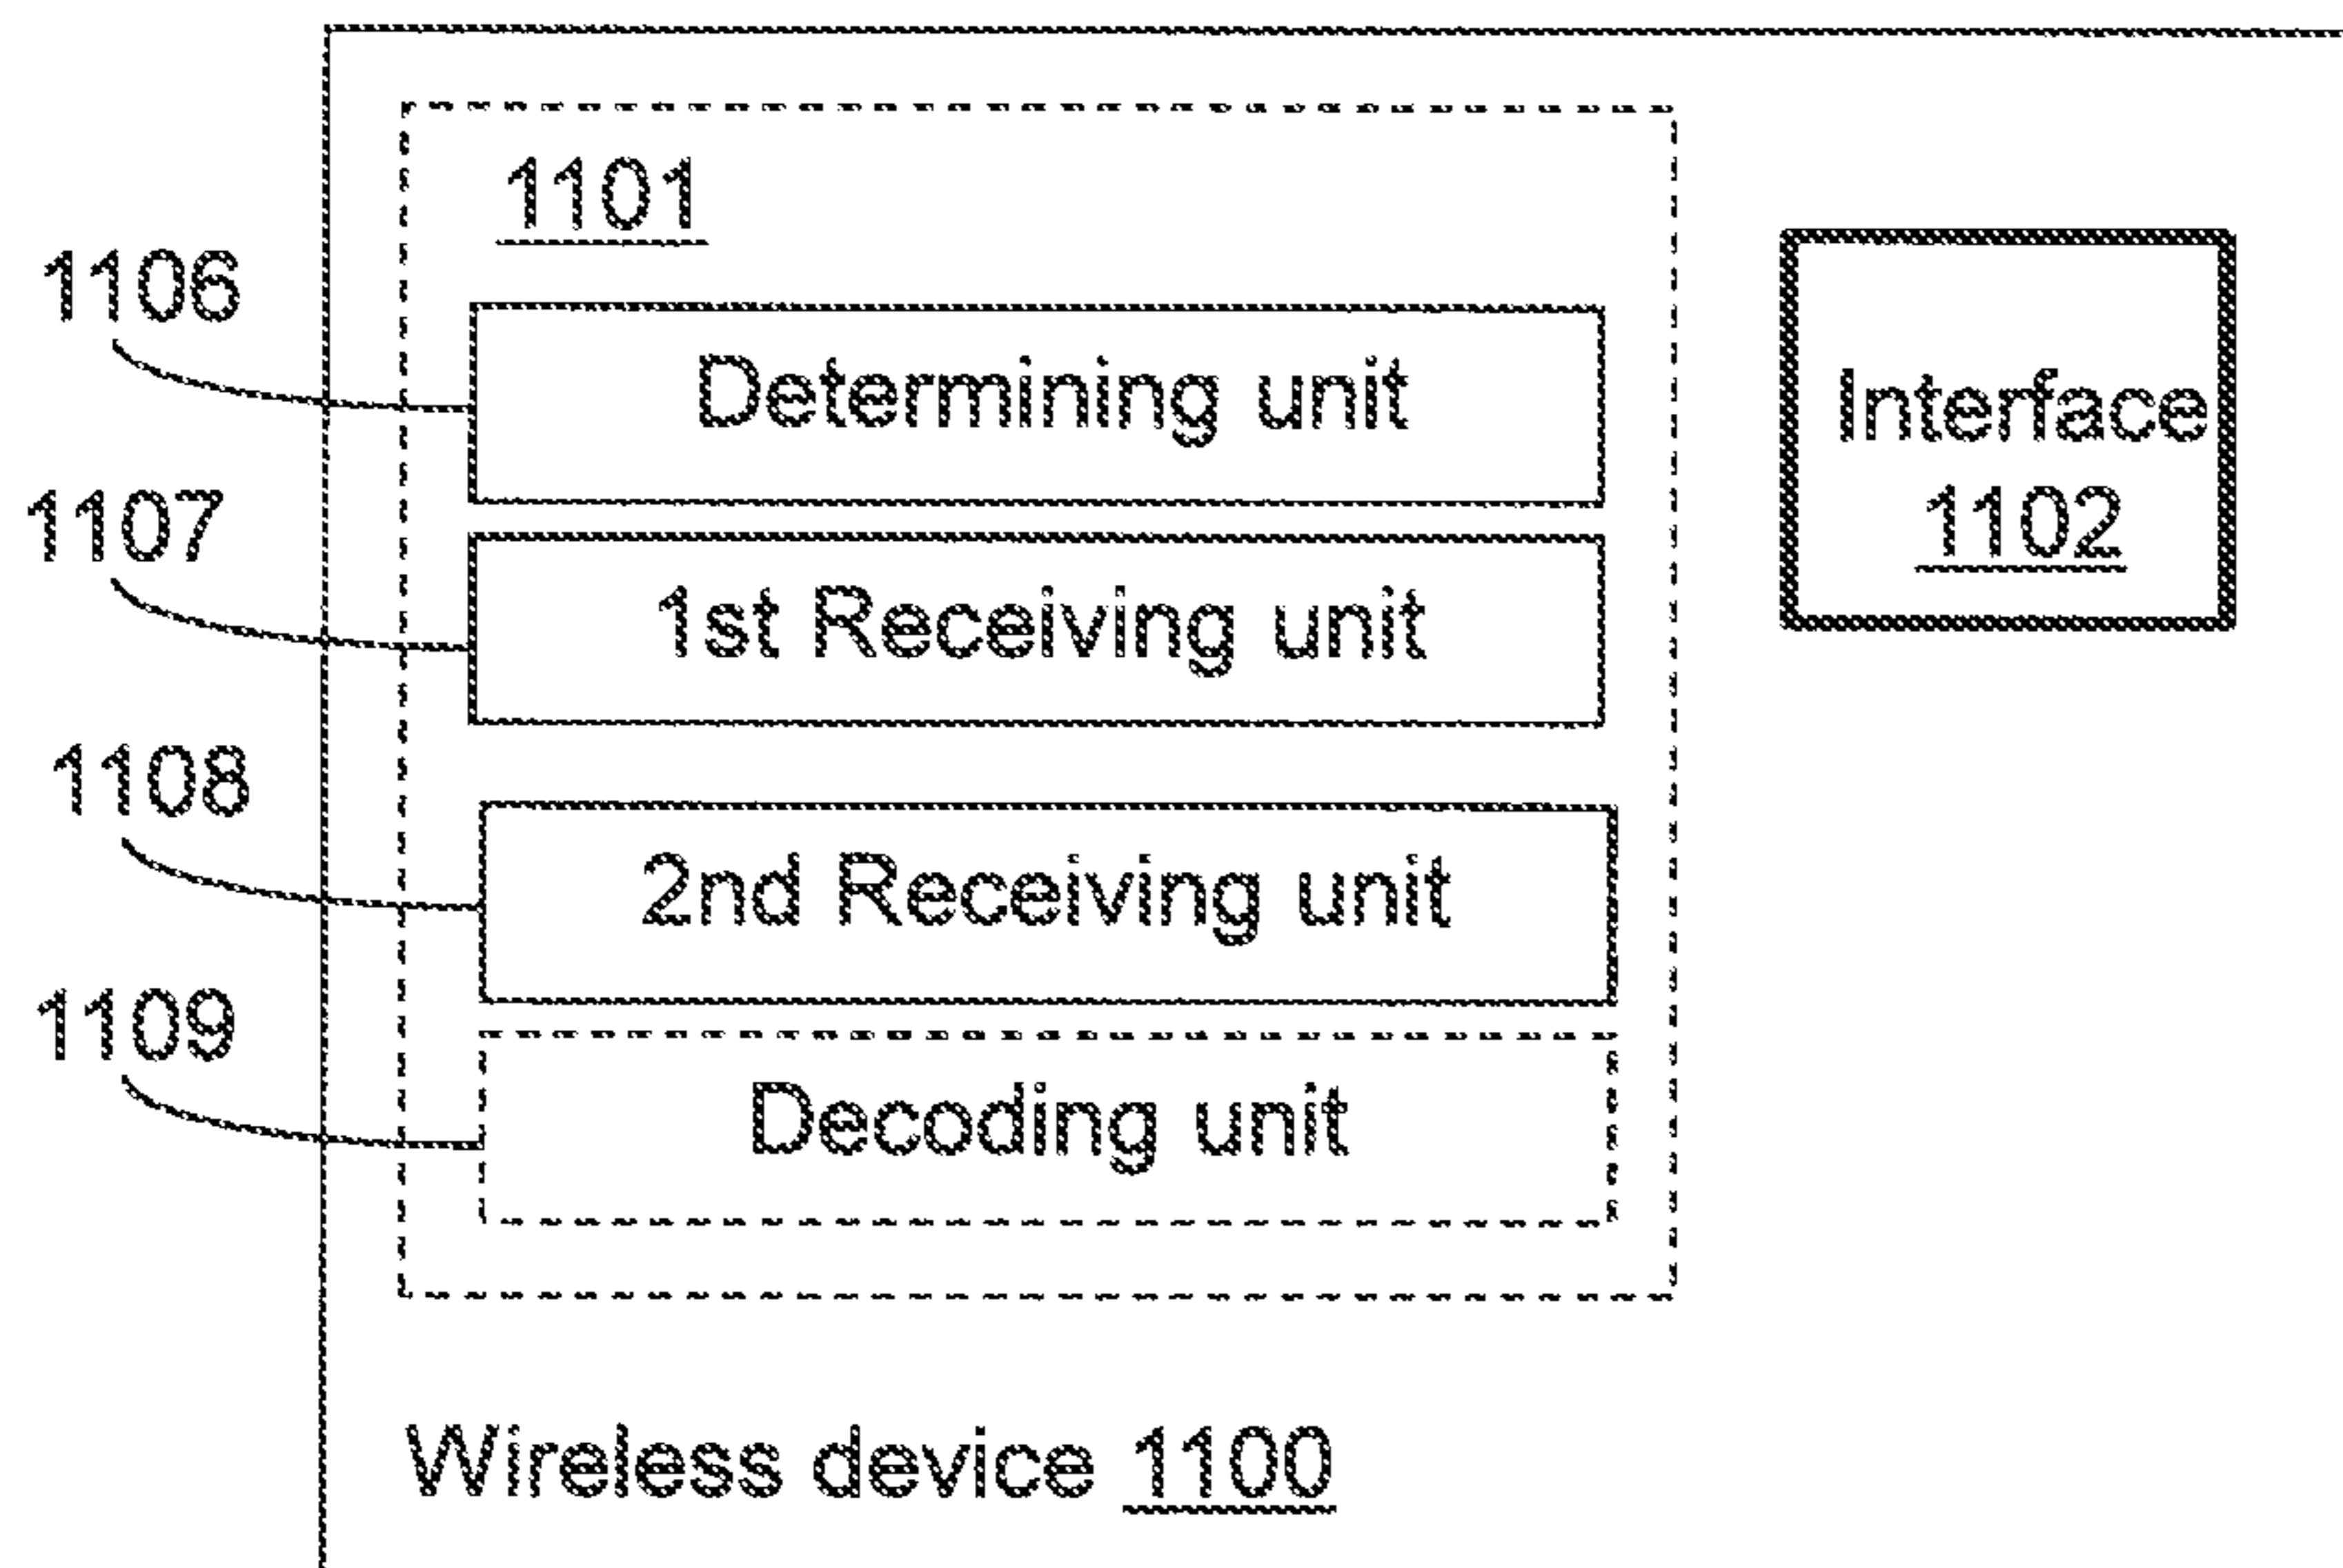 1101
1106
Determining unit
Interface
1102
1107
1st Receiving unit
1108
2nd Receiving unit
1109
Decoding unit
Wireless device 1100